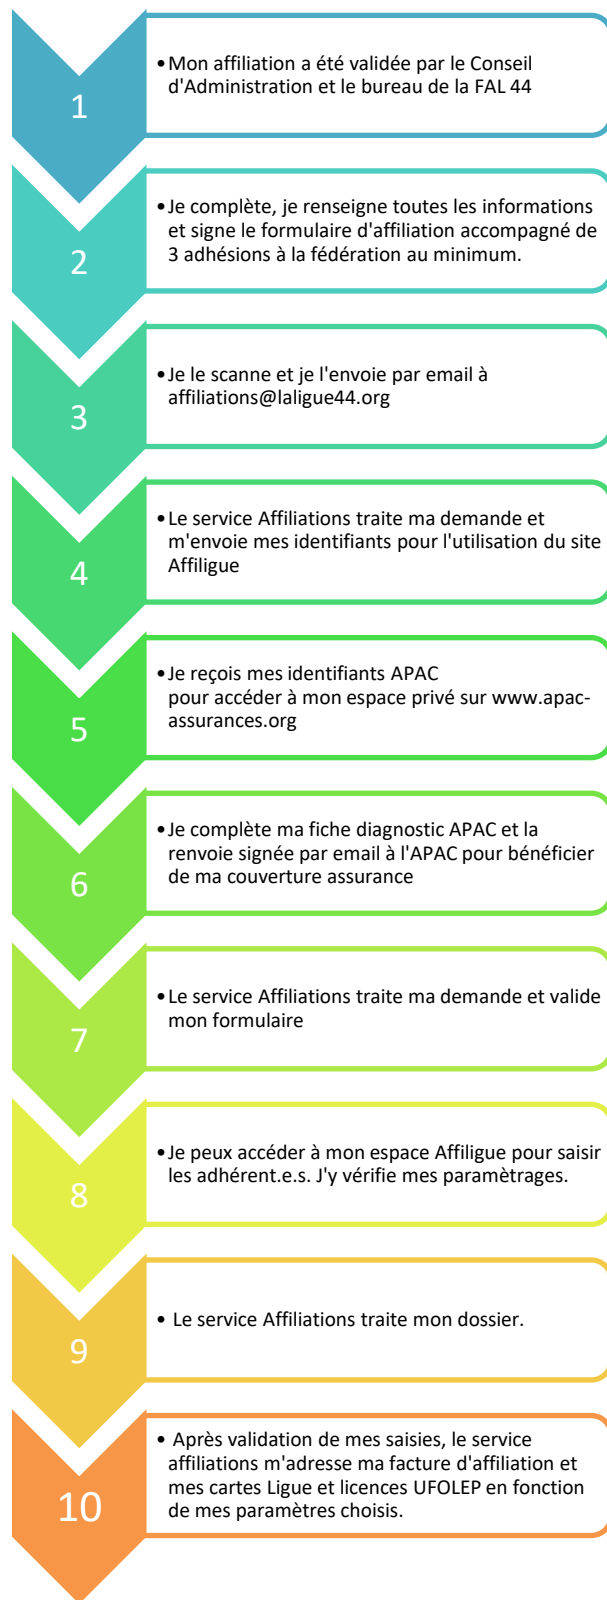 1
•Mon affiliation a été validée par le Conseil
d'Administration et le bureau de la FAL 44
2
•Je complète, je renseigne toutes les informations
et signe le formulaire d'affiliation accompagné de
3 adhésions à la fédération au minimum.
3
•Je le scanne et je l'envoie par email à
affiliations@laligue44.org
4
•Le service Affiliations traite ma demande et
m'envoie mes identifiants pour l'utilisation du site
Affiligue
5
•Je reçois mes identifiants APAC
pour accéder à mon espace privé sur www.apac-
assurances.org
6
•Je complète ma fiche diagnostic APAC et la
renvoie signée par email à l'APAC pour bénéficier
de ma couverture assurance
7
•Le service Affiliations traite ma demande et valide
mon formulaire
8
•Je peux accéder à mon espace Affiligue pour saisir
les adhérent.e.s. J'y vérifie mes paramètrages.
9
• Le service Affiliations traite mon dossier.
10
• Après validation de mes saisies, le service
affiliations m'adresse ma facture d'affiliation et
mes cartes Ligue et licences UFOLEP en fonction
de mes paramètres choisis.